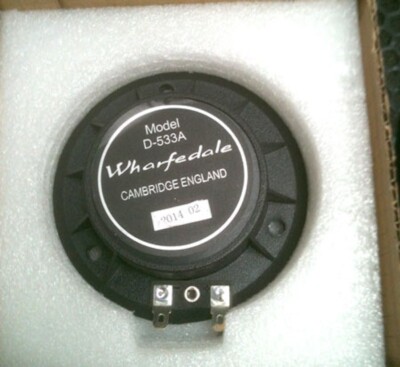 Model
D-533A
Wharfedale
CAMBRIDGE ENGLAND
2014 02